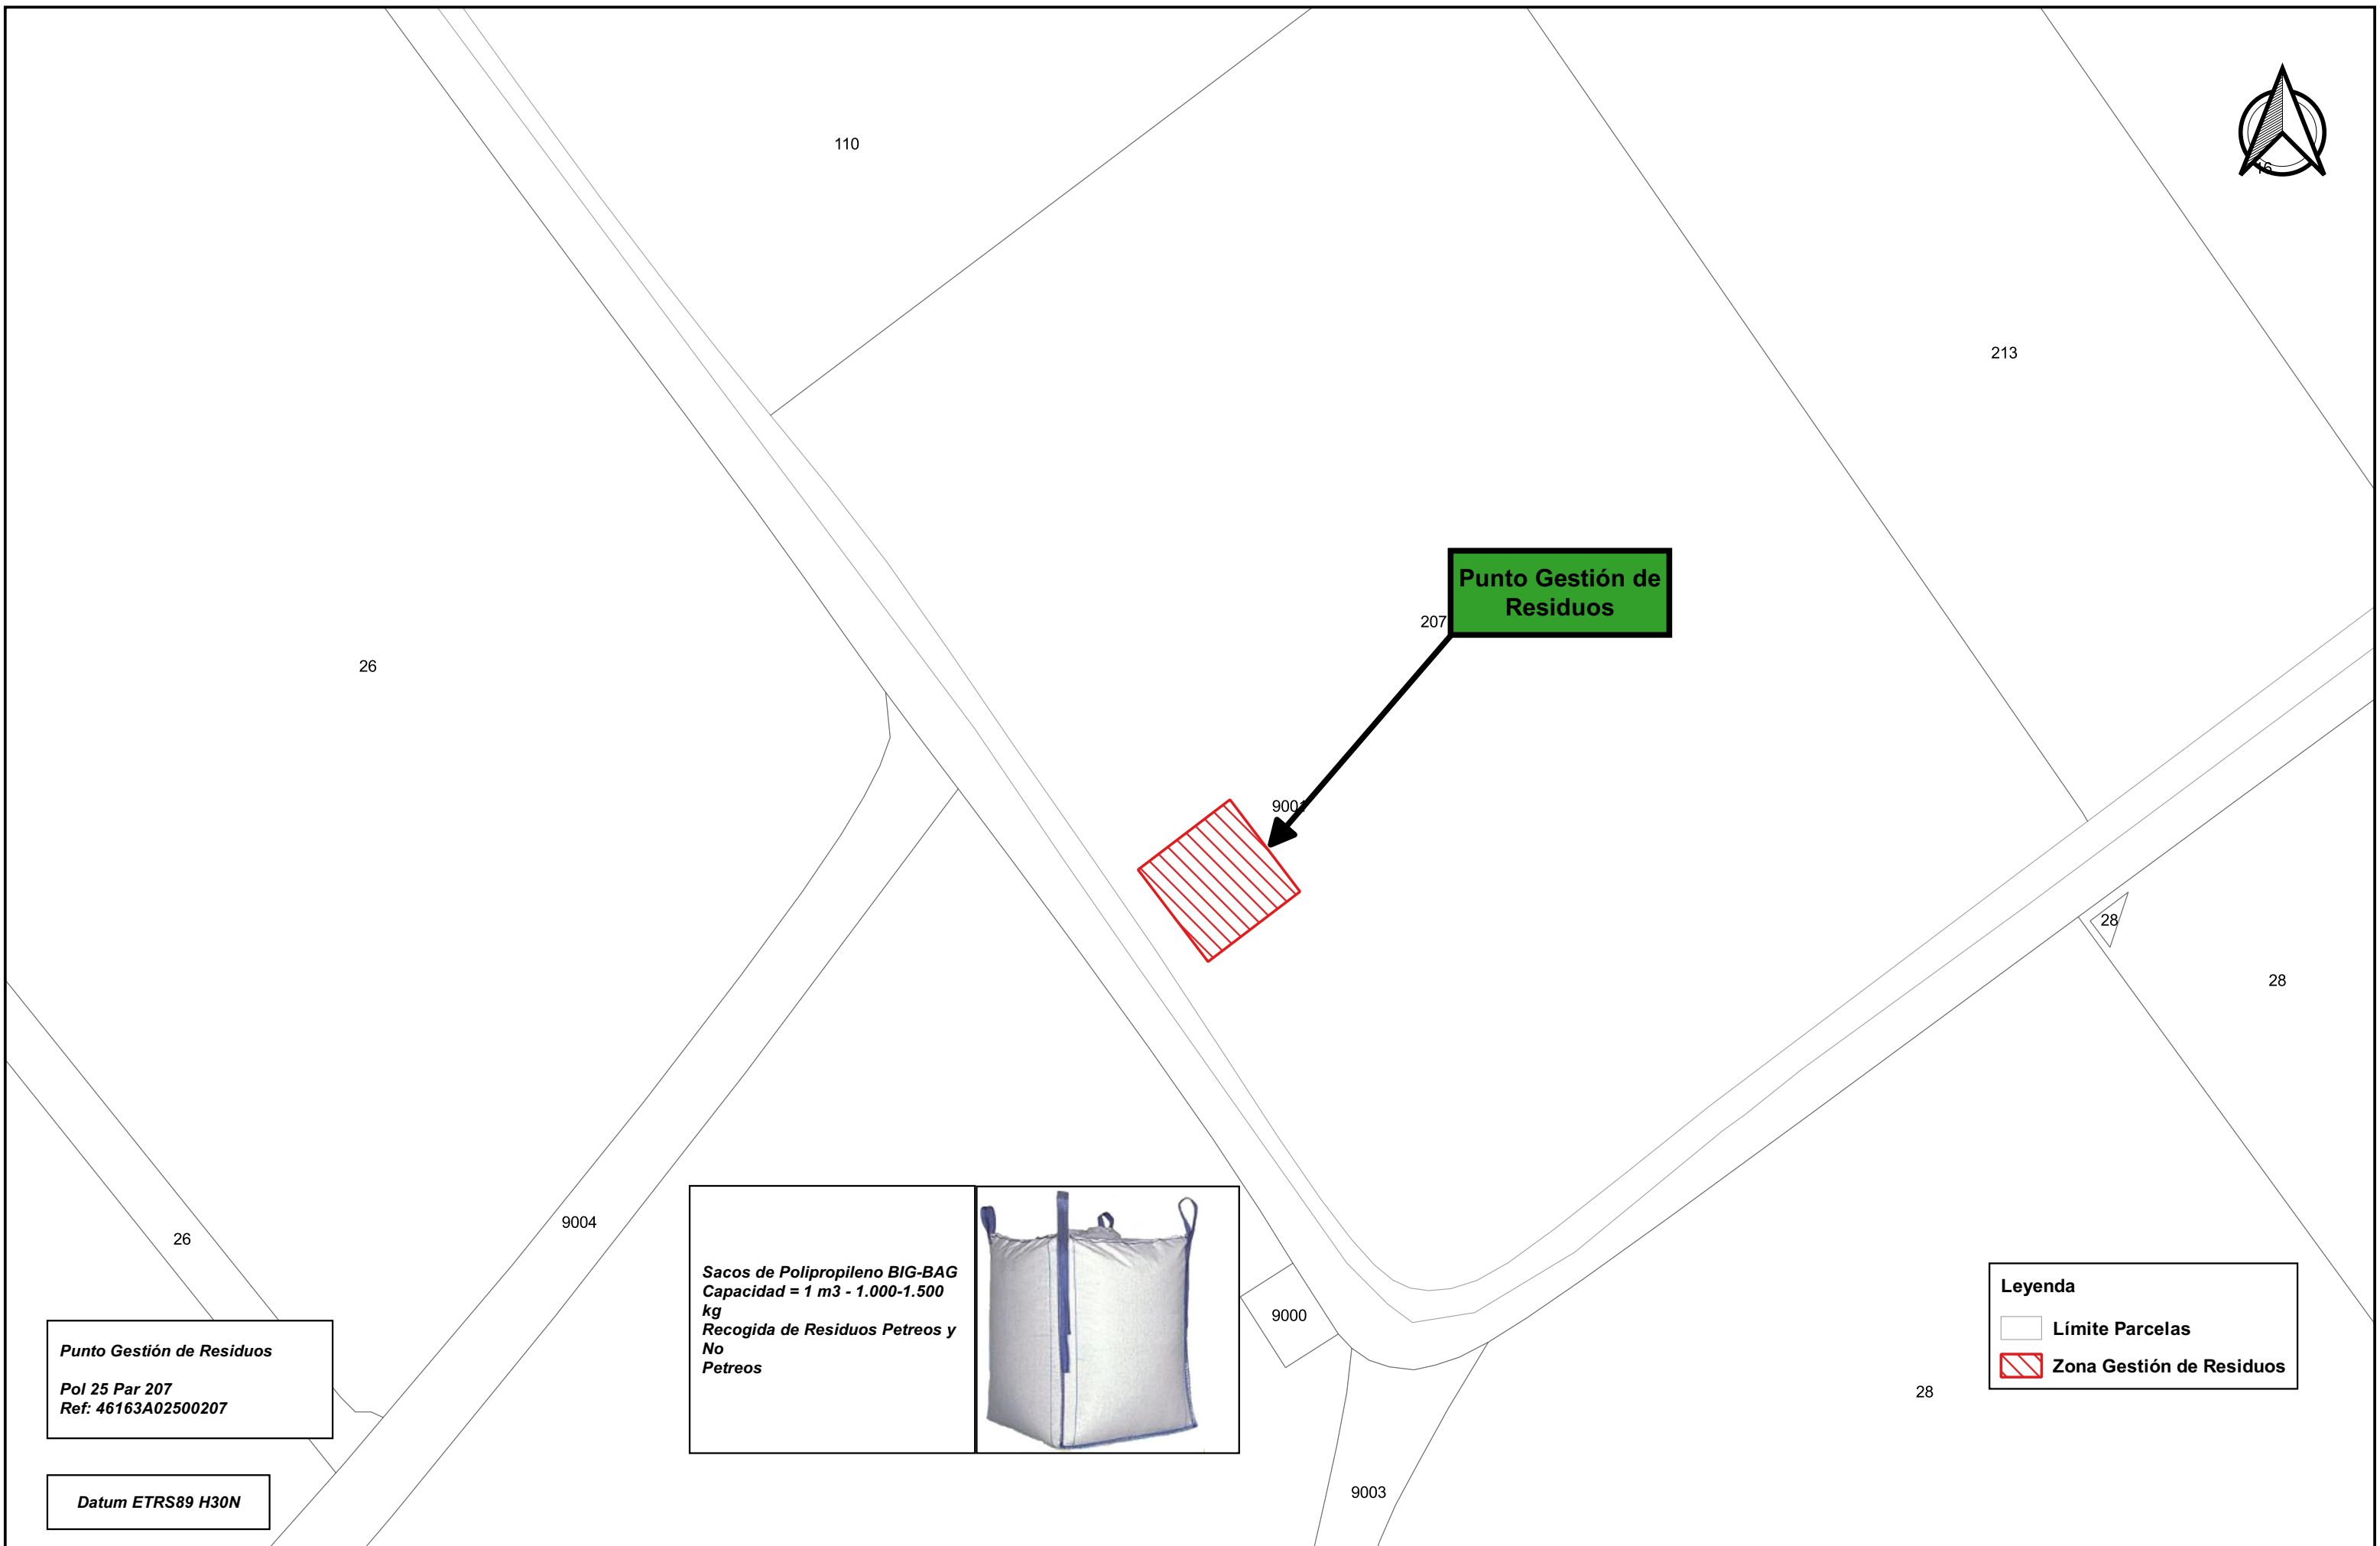 110
16
213
Punto Gestión de
Residuos
207
26
9001
28
28
9004
26
Sacos de Polipropileno BIG-BAG
Capacidad = 1 m3 - 1.000-1.500
kg
Recogida de Residuos Petreos y
No
Petreos
9000
Leyenda
Límite Parcelas
Zona Gestión de Residuos
Punto Gestión de Residuos
Pol 25 Par 207
Ref: 46163A02500207
28
9003
Datum ETRS89 H30N